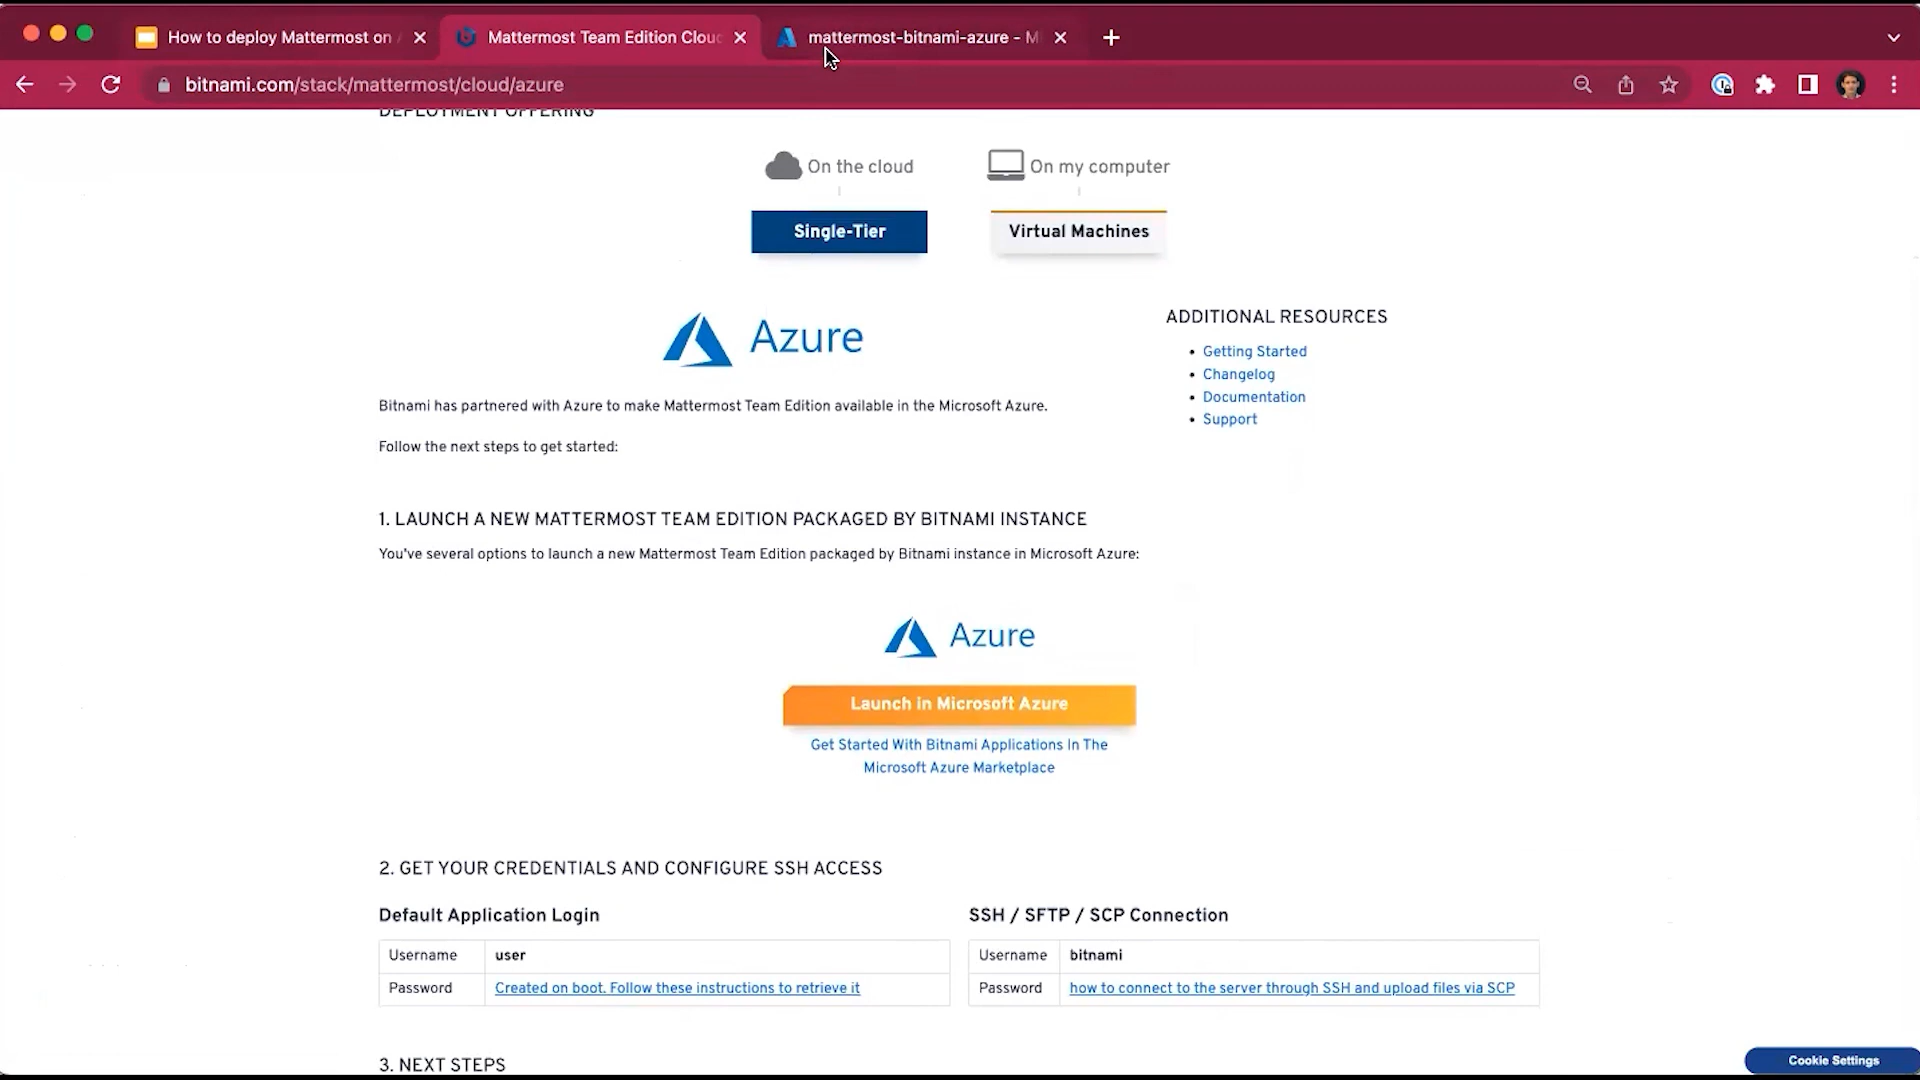 How to deploy Mattermost on
Mattermost Team Edition Clou
mattermost-bitnami-azure - M
bitnami.com/stack/mattermost/cloud/azure
DEPLOYMENT OFFERING
On the cloud
On my computer
Single-Tier
Virtual Machines
Azure
ADDITIONAL RESOURCES
Getting Started
Changelog
Documentation
Support
Bitnami has partnered with Azure to make Mattermost Team Edition available in the Microsoft Azure.
Follow the next steps to get started:
1. LAUNCH A NEW MATTERMOST TEAM EDITION PACKAGED BY BITNAMI INSTANCE
You've several options to launch a new Mattermost Team Edition packaged by Bitnami instance in Microsoft Azure:
Azure
Launch in Microsoft Azure
Get Started With Bitnami Applications In The
Microsoft Azure Marketplace
2. GET YOUR CREDENTIALS AND CONFIGURE SSH ACCESS
Default Application Login
Username user
Password Created on boot. Follow these instructions to retrieve it
SSH / SFTP / SCP Connection
Username bitnami
Password how to connect to the server through SSH and upload files via SCP
3. NEXT STEPS
Cookie Settings